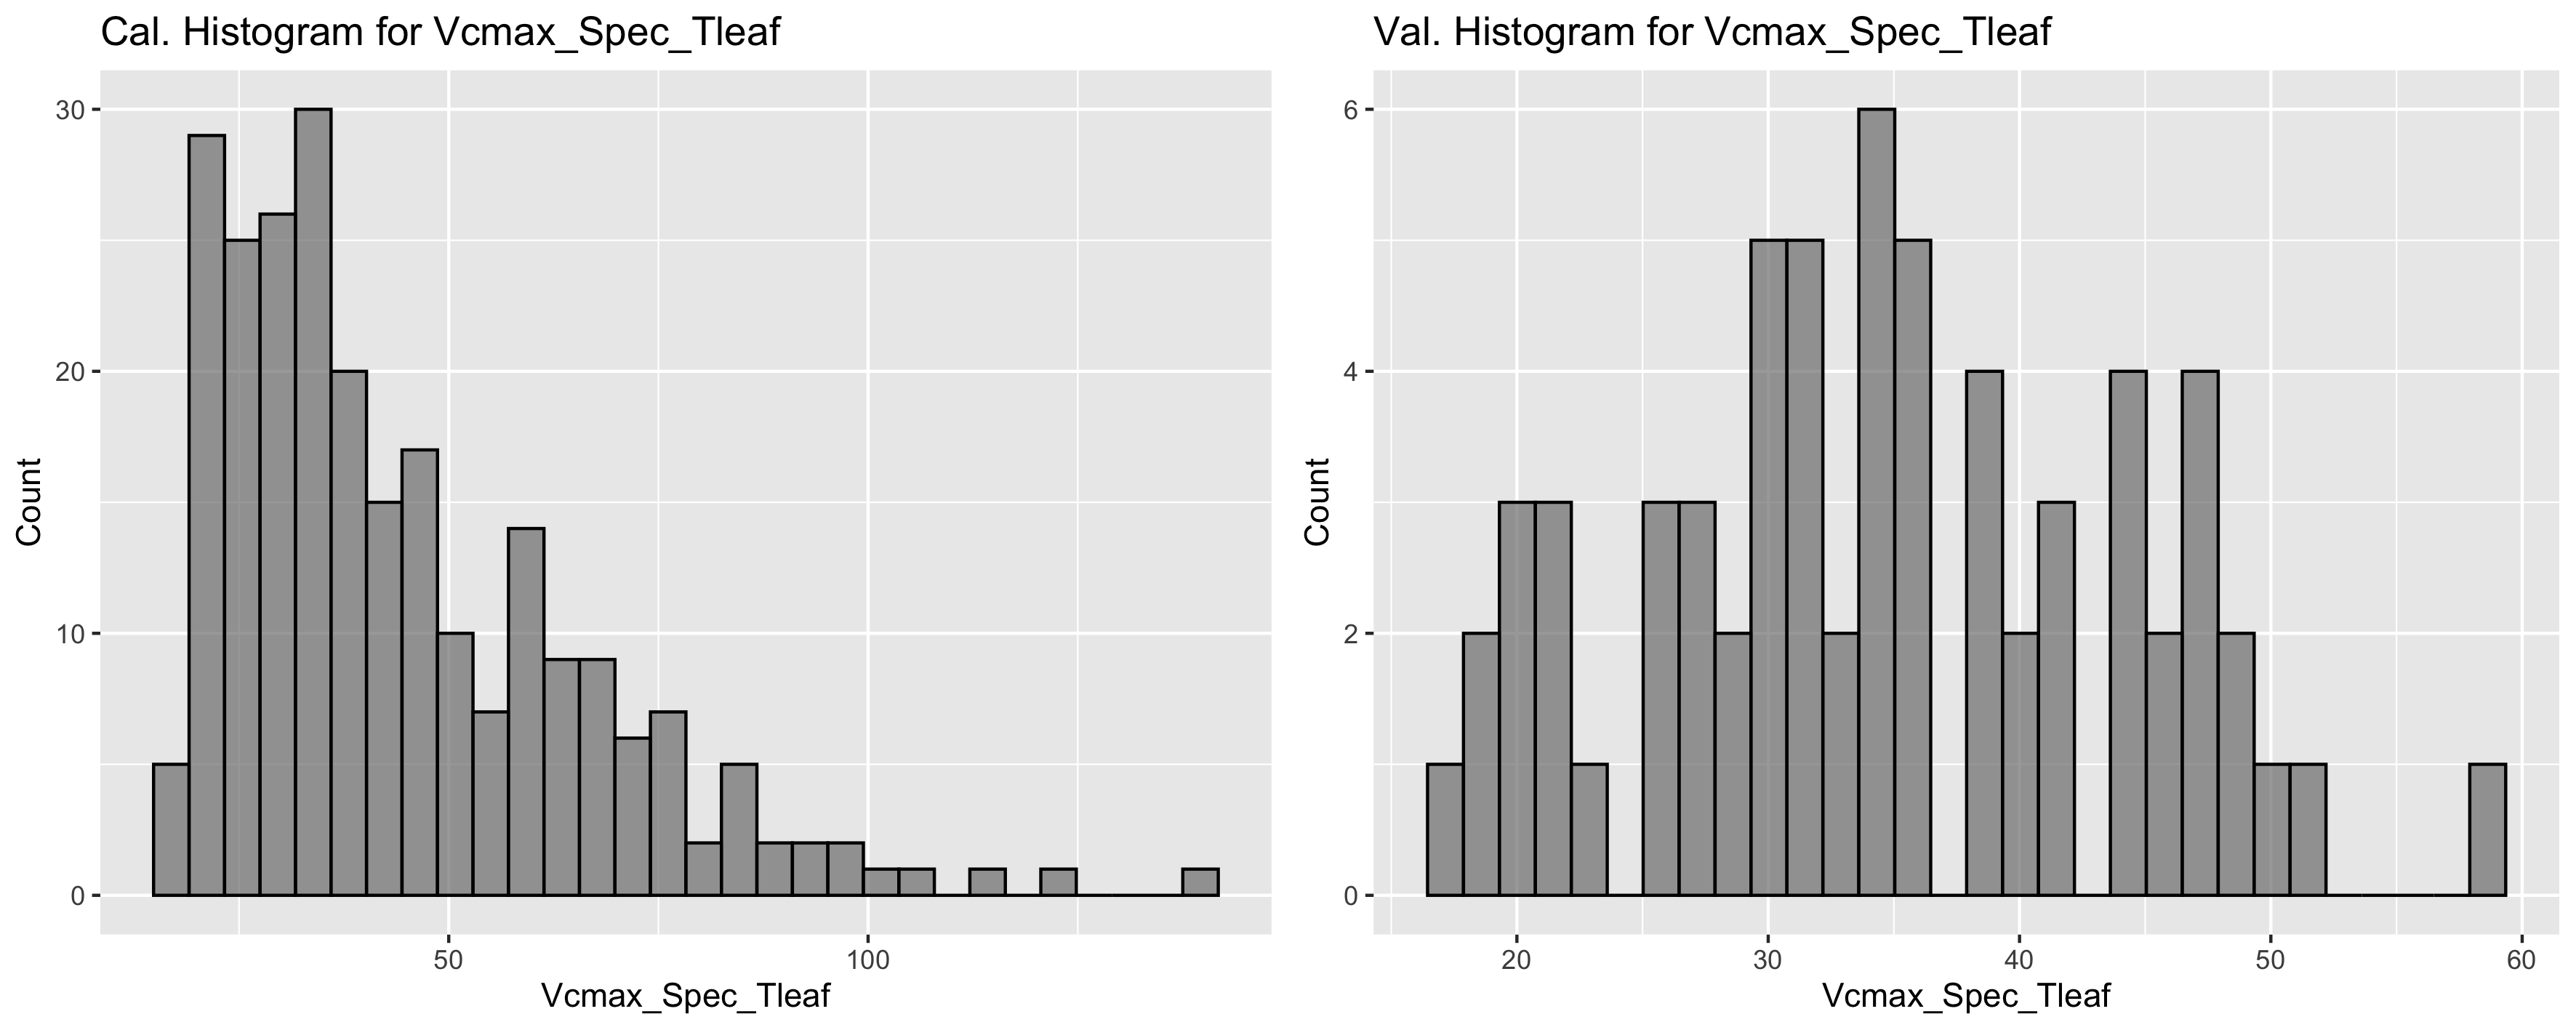 Cal. Histogram for Vcmax_Spec_Tleaf
30
20
10
0
Count
50
100
Vcmax_Spec_Tleaf
Val. Histogram for Vcmax_Spec_Tleaf
6
4
2
0
Count
20
30
40
50
60
Vcmax_Spec_Tleaf